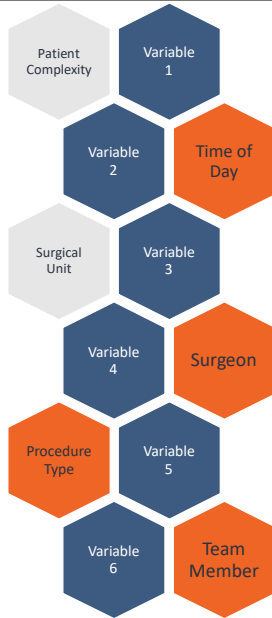 Patient
Complexity
Variable
1
Variable
2
Time of
Day
Surgical
Unit
Variable
3
Variable
4
Surgeon
Procedure
Type
Variable
5
Variable
6
Team
Member